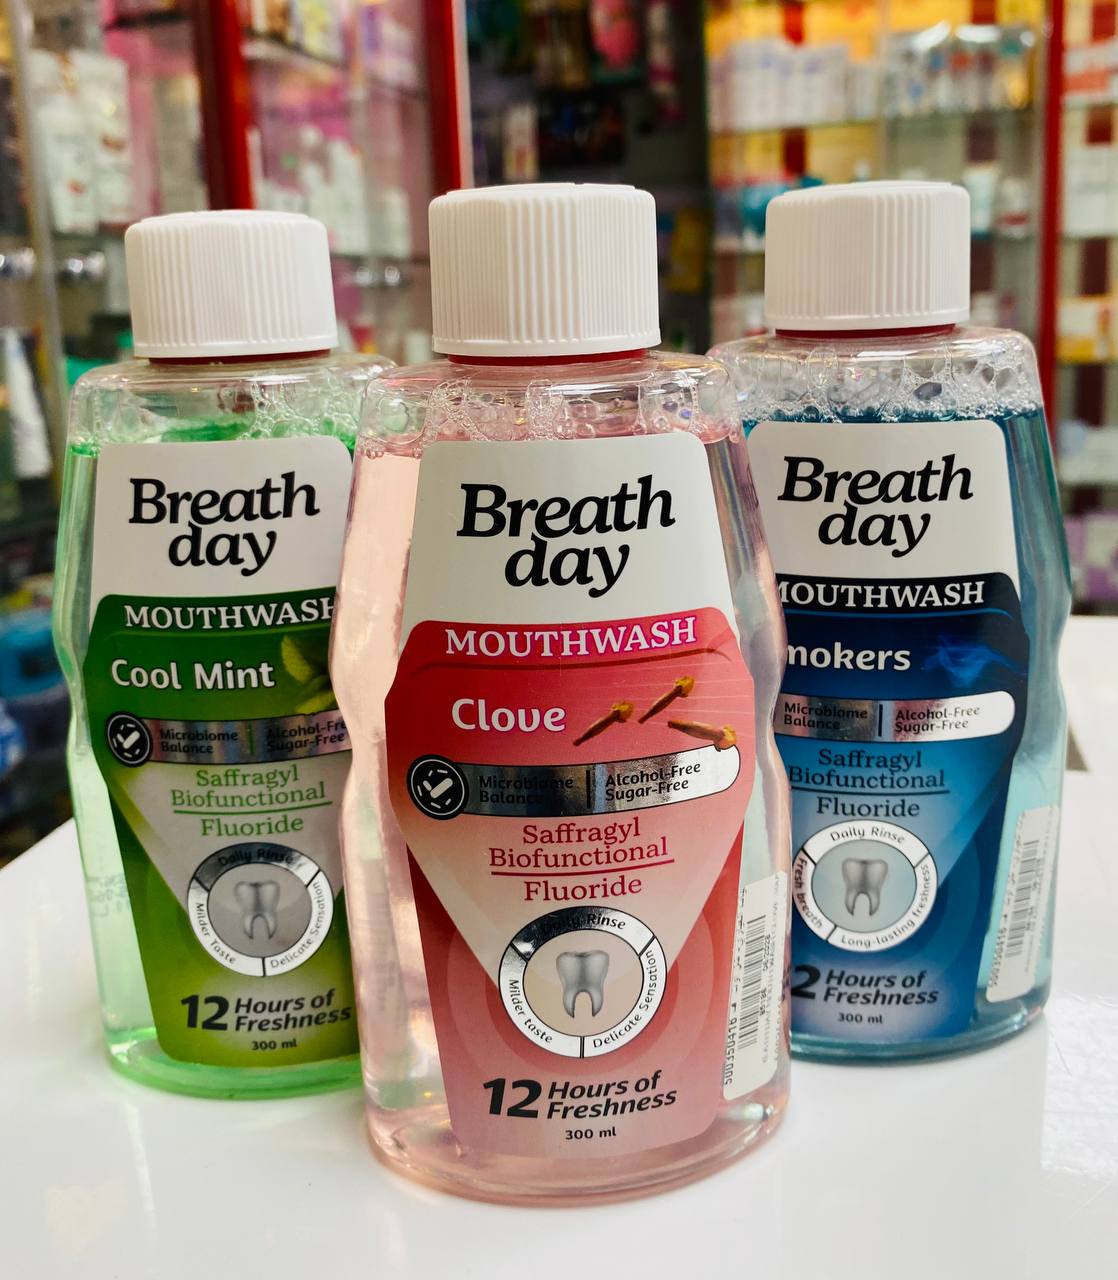 Breath
day
MOUTHWASH
Cool Mint
Microbiome
Balance
Alcohol-Free
Sugar-Free
Saffragyl
Biofunctional
Fluoride
Daily Rinse
Milder Taste
Delicate Sensation
12 Hours of
Freshness
300 ml
Breath
day
MOUTHWASH
Clove
Microbiome
Balance
Alcohol-Free
Sugar-Free
Saffragyl
Biofunctional
Fluoride
Daily Rinse
Milder taste
Delicate Sensation
12 Hours of
Freshness
300 ml
Breath
day
MOUTHWASH
mokers
Microbiome
Balance
Alcohol-Free
Sugar-Free
Saffragyl
Biofunctional
Fluoride
Daily Rinse
Fresh breath
Long-lasting freshness
2 Hours of
Freshness
300 ml